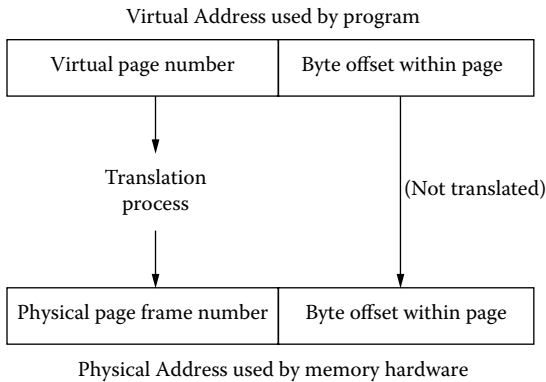 Virtual Address used by program
Virtual page number
Byte offset within page
Translation
process
(Not translated)
Physical page frame number
Byte offset within page
Physical Address used by memory hardware